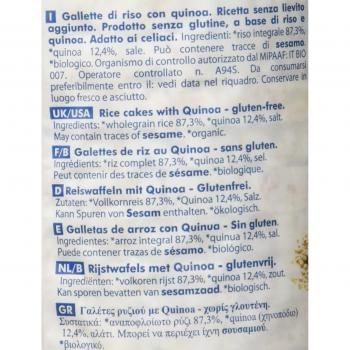 I Gallette di riso con quinoa. Ricetta senza lievito
aggiunto. Prodotto senza glutine, a base di riso e
quinoa. Adatto ai celiaci. Ingredienti: *riso integrale 87,3%,
*quinoa 12,4%, sale. Può contenere tracce di sesamo.
*biologico. Organismo di controllo autorizzato dal MIPAAF: IT BIO
007. Operatore controllato n. A94S. Da consumarsi
preferibilmente entro il: vedi data nel riquadro. Conservare in
luogo fresco e asciutto.
UK/USA Rice cakes with Quinoa - gluten-free.
Ingredients: *wholegrain rice 87,3%, *quinoa 12,4%, salt.
May contain traces of sesame. *organic.
F/B Galettes de riz au Quinoa - sans gluten.
Ingrédients: *riz complet 87,3%, *quinoa 12,4%, sel.
Peut contenir des traces de sésame. *biologique.
D Reiswaffeln mit Quinoa - Glutenfrei.
Zutaten: *Vollkornreis 87,3%, *Quinoa 12,4%, Salz.
Kann Spuren von Sesam enthalten. *ökologisch.
E Galletas de arroz con Quinua - Sin gluten.
Ingredientes: *arroz integral 87,3%, *quinua 12,4%, sal.
Puede contener trazas de sésamo. *biológico.
NL/B Rijstwafels met Quinoa - glutenvrij.
Ingrediënten: *volkoren rijst 87,3%, *quinoa 12,4%, zout.
Kan sporen bevatten van sesamzaad. *biologisch.
GR Γαλέτες ρυζιού με Quinoa - χωρίς γλουτένη.
Συστατικά: *αναποφλοίωτο ρύζι 87,3%, *quinoa (χηνοπόδιο)
12,4%, αλάτι. Μπορεί να περιέχει ίχνη σουσαμιού.
*βιολογικό.